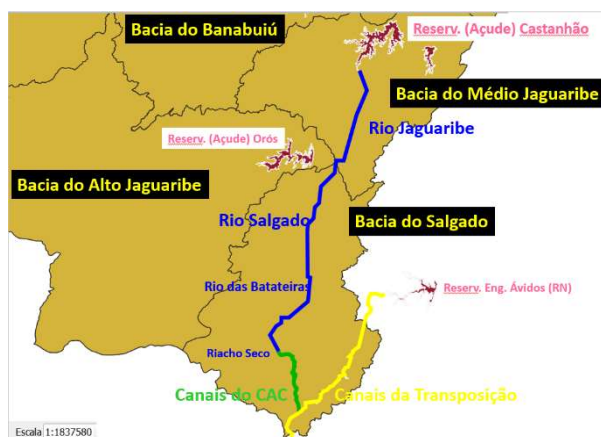 Bacia do Banabuiú
Reserv. (Açude) Castanhão
Bacia do Médio Jaguaribe
Rio Jaguaribe
Reserv. (Açude) Orós
Bacia do Alto Jaguaribe
Rio Salgado
Bacia do Salgado
Rio das Batateiras
Reserv. Eng. Ávidos (RN)
Riacho Seco
Canais do CAC
Canais da Transposição
Escala 1:1837580